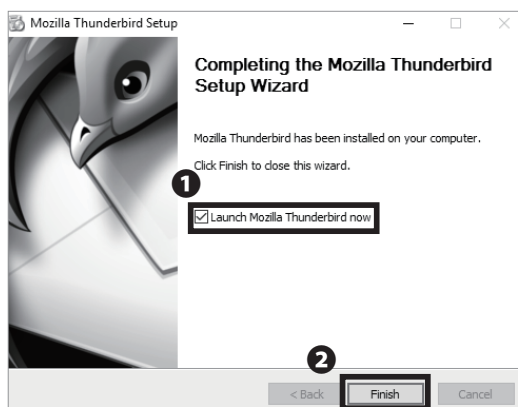 Mozilla Thunderbird Setup
Completing the Mozilla Thunderbird
Setup Wizard
Mozilla Thunderbird has been installed on your computer.
Click Finish to close this wizard.
1
Launch Mozilla Thunderbird now
2
< Back Finish Cancel